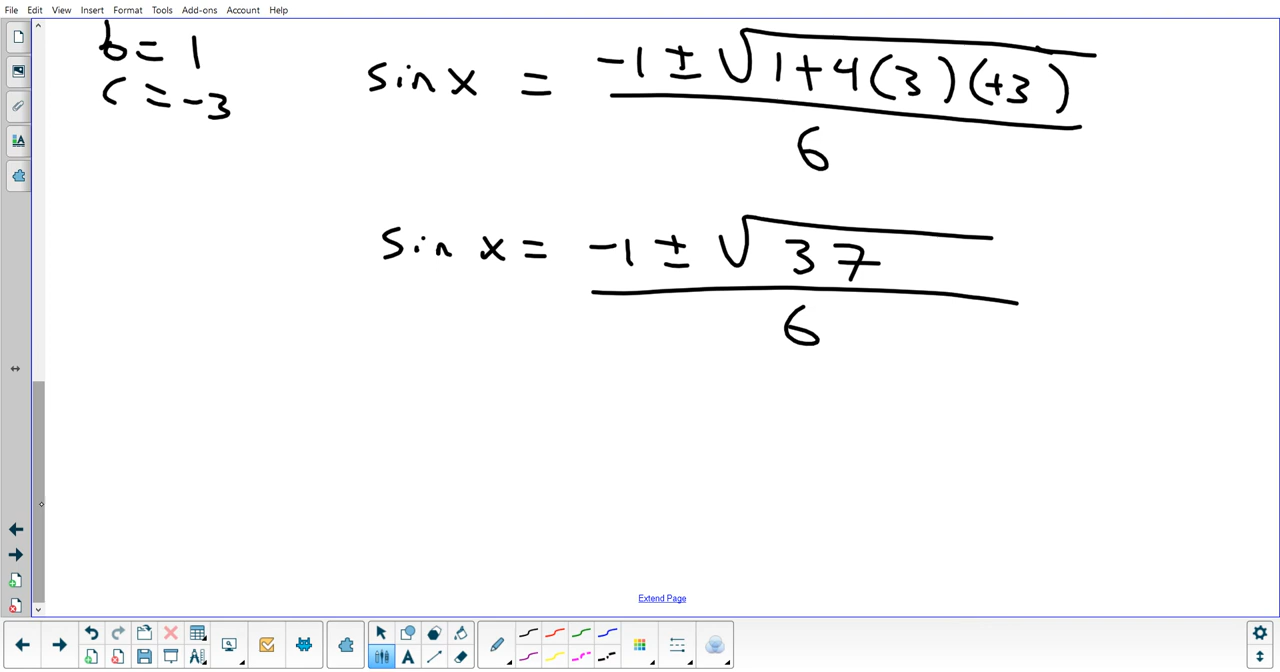 File Edit View Insert Format Tools Add-ons Account Help
b = 1
c = -3
sin x = (-1 ± √(1+4(3)(+3))) / 6
sin x = (-1 ± √37) / 6
Extend Page